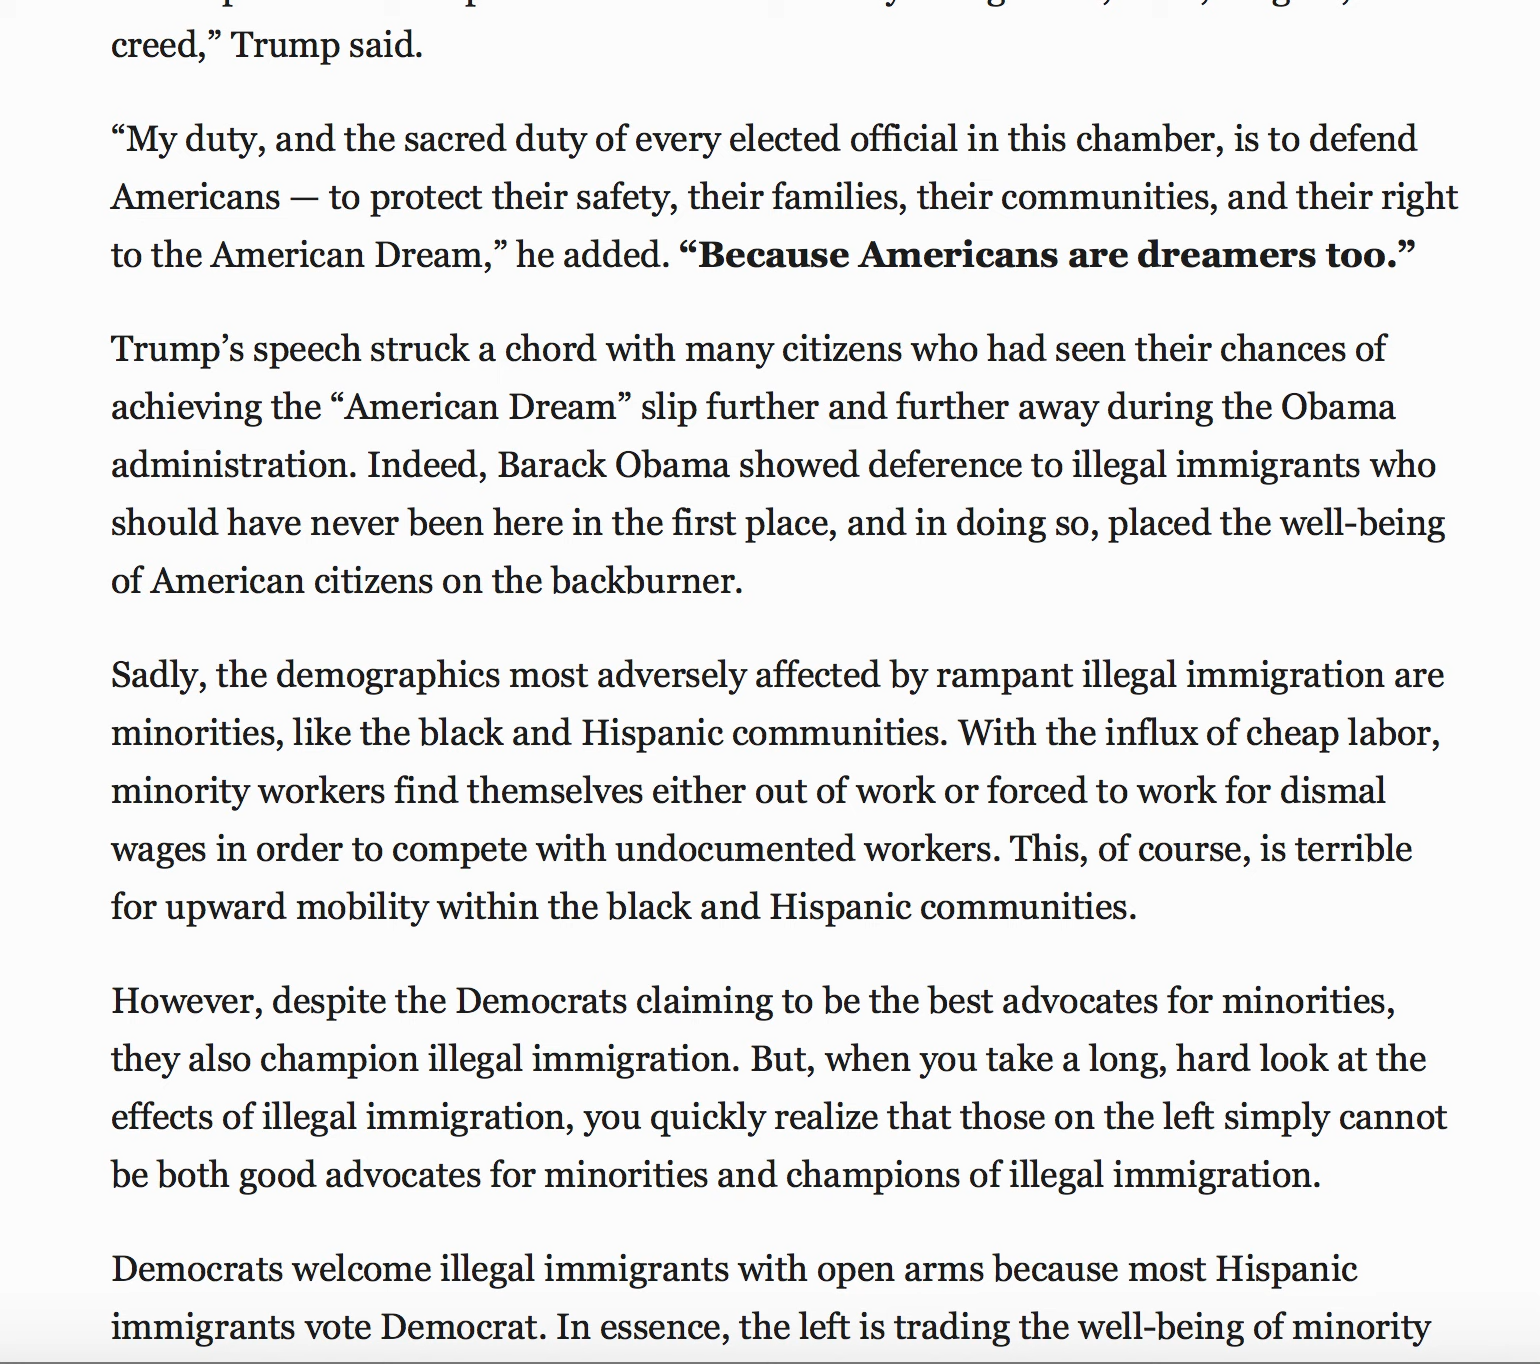 creed,” Trump said.
“My duty, and the sacred duty of every elected official in this chamber, is to defend
Americans — to protect their safety, their families, their communities, and their right
to the American Dream,” he added. “Because Americans are dreamers too.”
Trump’s speech struck a chord with many citizens who had seen their chances of
achieving the “American Dream” slip further and further away during the Obama
administration. Indeed, Barack Obama showed deference to illegal immigrants who
should have never been here in the first place, and in doing so, placed the well-being
of American citizens on the backburner.
Sadly, the demographics most adversely affected by rampant illegal immigration are
minorities, like the black and Hispanic communities. With the influx of cheap labor,
minority workers find themselves either out of work or forced to work for dismal
wages in order to compete with undocumented workers. This, of course, is terrible
for upward mobility within the black and Hispanic communities.
However, despite the Democrats claiming to be the best advocates for minorities,
they also champion illegal immigration. But, when you take a long, hard look at the
effects of illegal immigration, you quickly realize that those on the left simply cannot
be both good advocates for minorities and champions of illegal immigration.
Democrats welcome illegal immigrants with open arms because most Hispanic
immigrants vote Democrat. In essence, the left is trading the well-being of minority